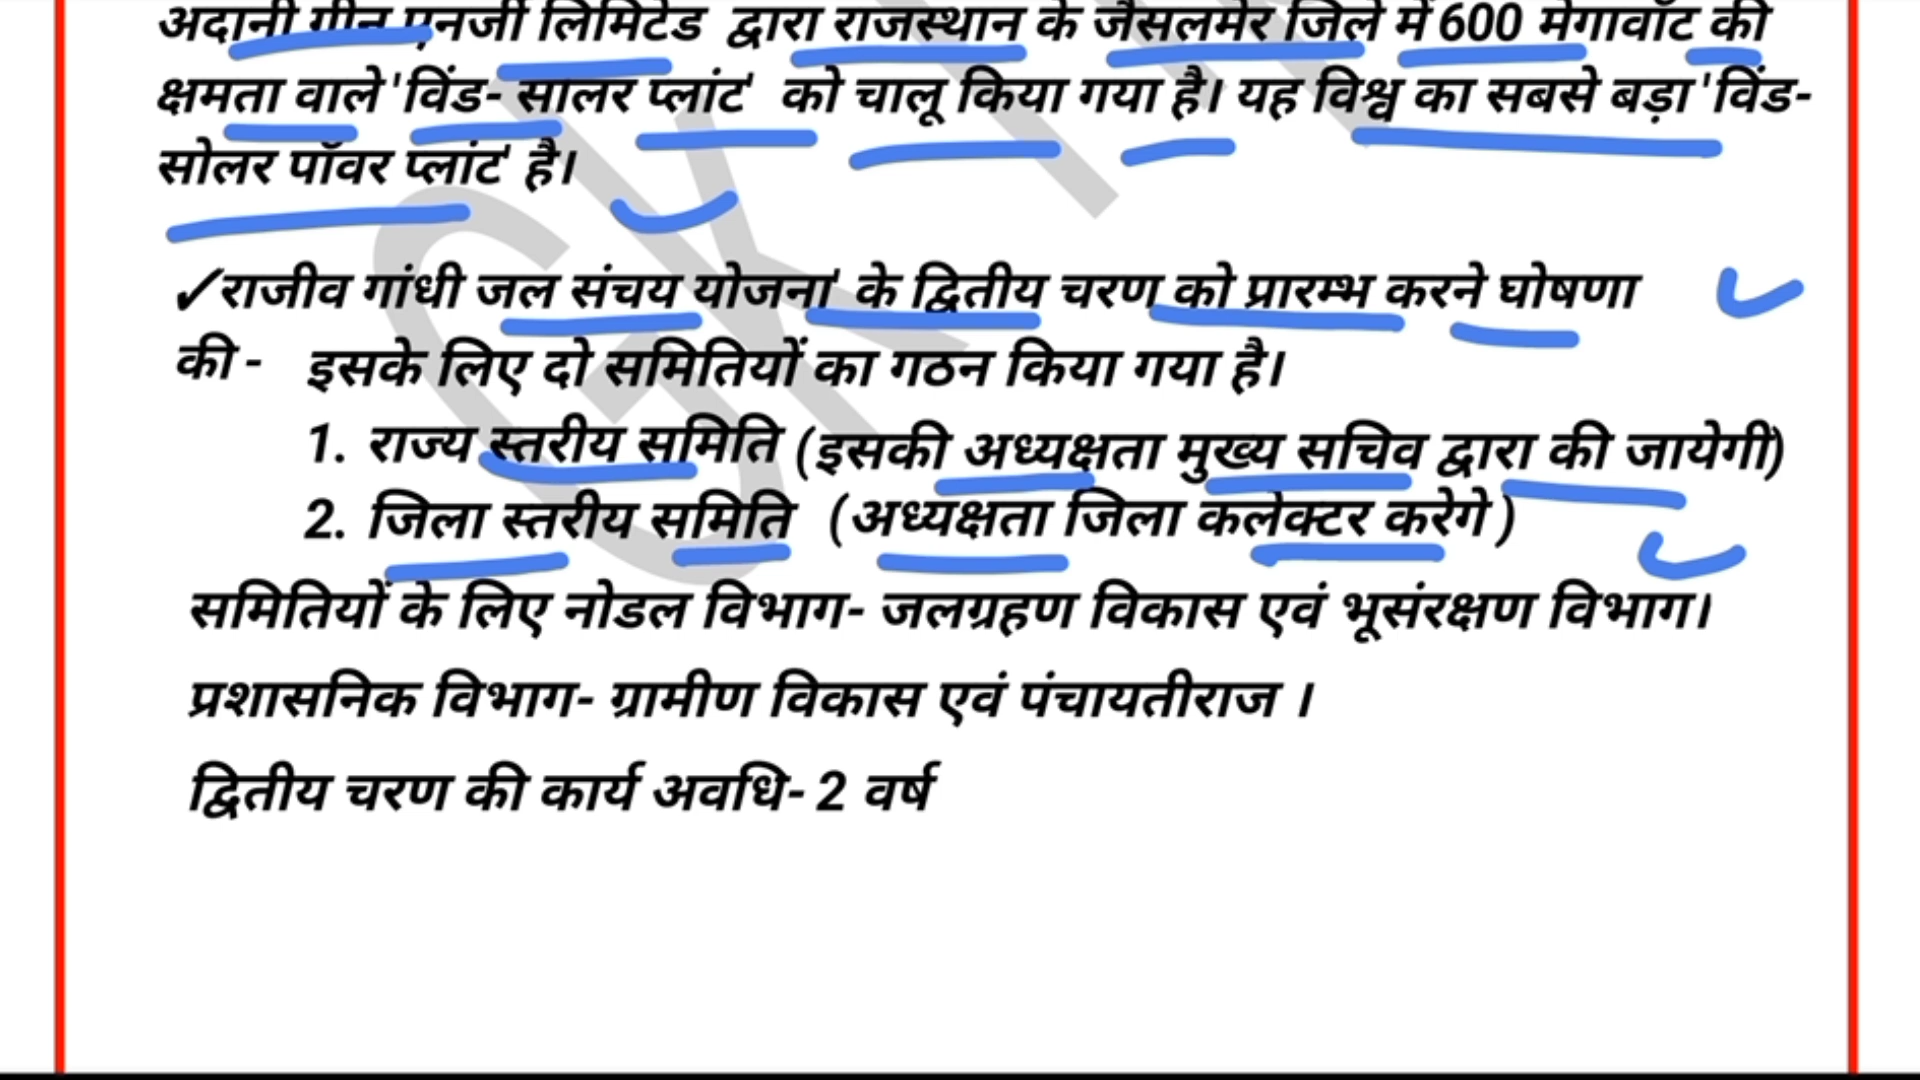 अदानी ग्रीन एनर्जी लिमिटेड द्वारा राजस्थान के जैसलमेर जिले में 600 मेगावॉट की
क्षमता वाले 'विंड- सोलर प्लांट' को चालू किया गया है। यह विश्व का सबसे बड़ा 'विंड-
सोलर पॉवर प्लांट' है।
✓राजीव गांधी जल संचय योजना' के द्वितीय चरण को प्रारम्भ करने घोषणा
की - इसके लिए दो समितियों का गठन किया गया है।
1. राज्य स्तरीय समिति (इसकी अध्यक्षता मुख्य सचिव द्वारा की जायेगी)
2. जिला स्तरीय समिति (अध्यक्षता जिला कलेक्टर करेगे )
समितियों के लिए नोडल विभाग- जलग्रहण विकास एवं भूसंरक्षण विभाग।
प्रशासनिक विभाग- ग्रामीण विकास एवं पंचायतीराज ।
द्वितीय चरण की कार्य अवधि- 2 वर्ष